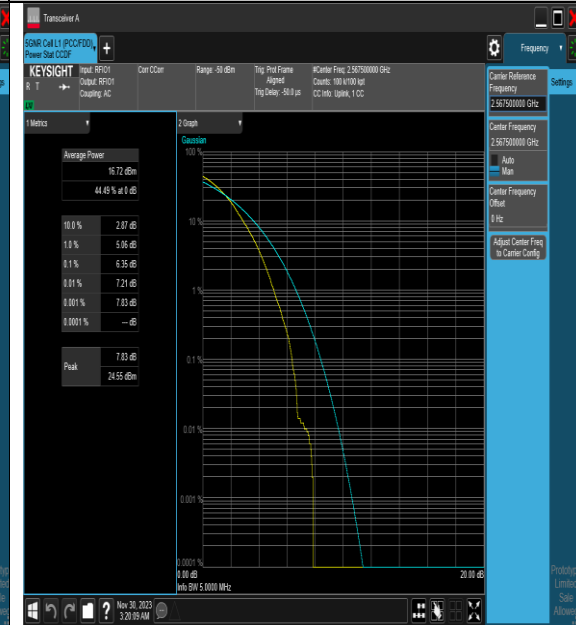 Transceiver A
5GNR Cell L1 (PCC/FDD),
Power Stat CCDF
Frequency
KEYSIGHT
R T
LU
Input: RFIO1
Output: RFIO1
Coupling: AC
Corr CCorr
Range: -50 dBm
Trig: Prot Frame
Aligned
Trig Delay: -50.0 µs
#Center Freq: 2.567500000 GHz
Counts: 100 k/100 kpt
CC Info: Uplink, 1 CC
Carrier Reference
Frequency
2.567500000 GHz
Settings
Center Frequency
2.567500000 GHz
Auto
Man
Center Frequency
Offset
0 Hz
Adjust Center Freq
to Carrier Config
1 Metrics
2 Graph
Average Power
16.72 dBm
44.49 % at 0 dB
10.0 % 2.87 dB
1.0 % 5.06 dB
0.1 % 6.35 dB
0.01 % 7.21 dB
0.001 % 7.83 dB
0.0001 % --- dB
Peak 7.83 dB
24.55 dBm
Gaussian
100 %
10 %
1 %
0.1 %
0.01 %
0.001 %
0.0001 %
0.00 dB
20.00 dB
Info BW 5.0000 MHz
Nov 30, 2023
3:20:09 AM
?
Prototype
Limited
Sale
Allowed